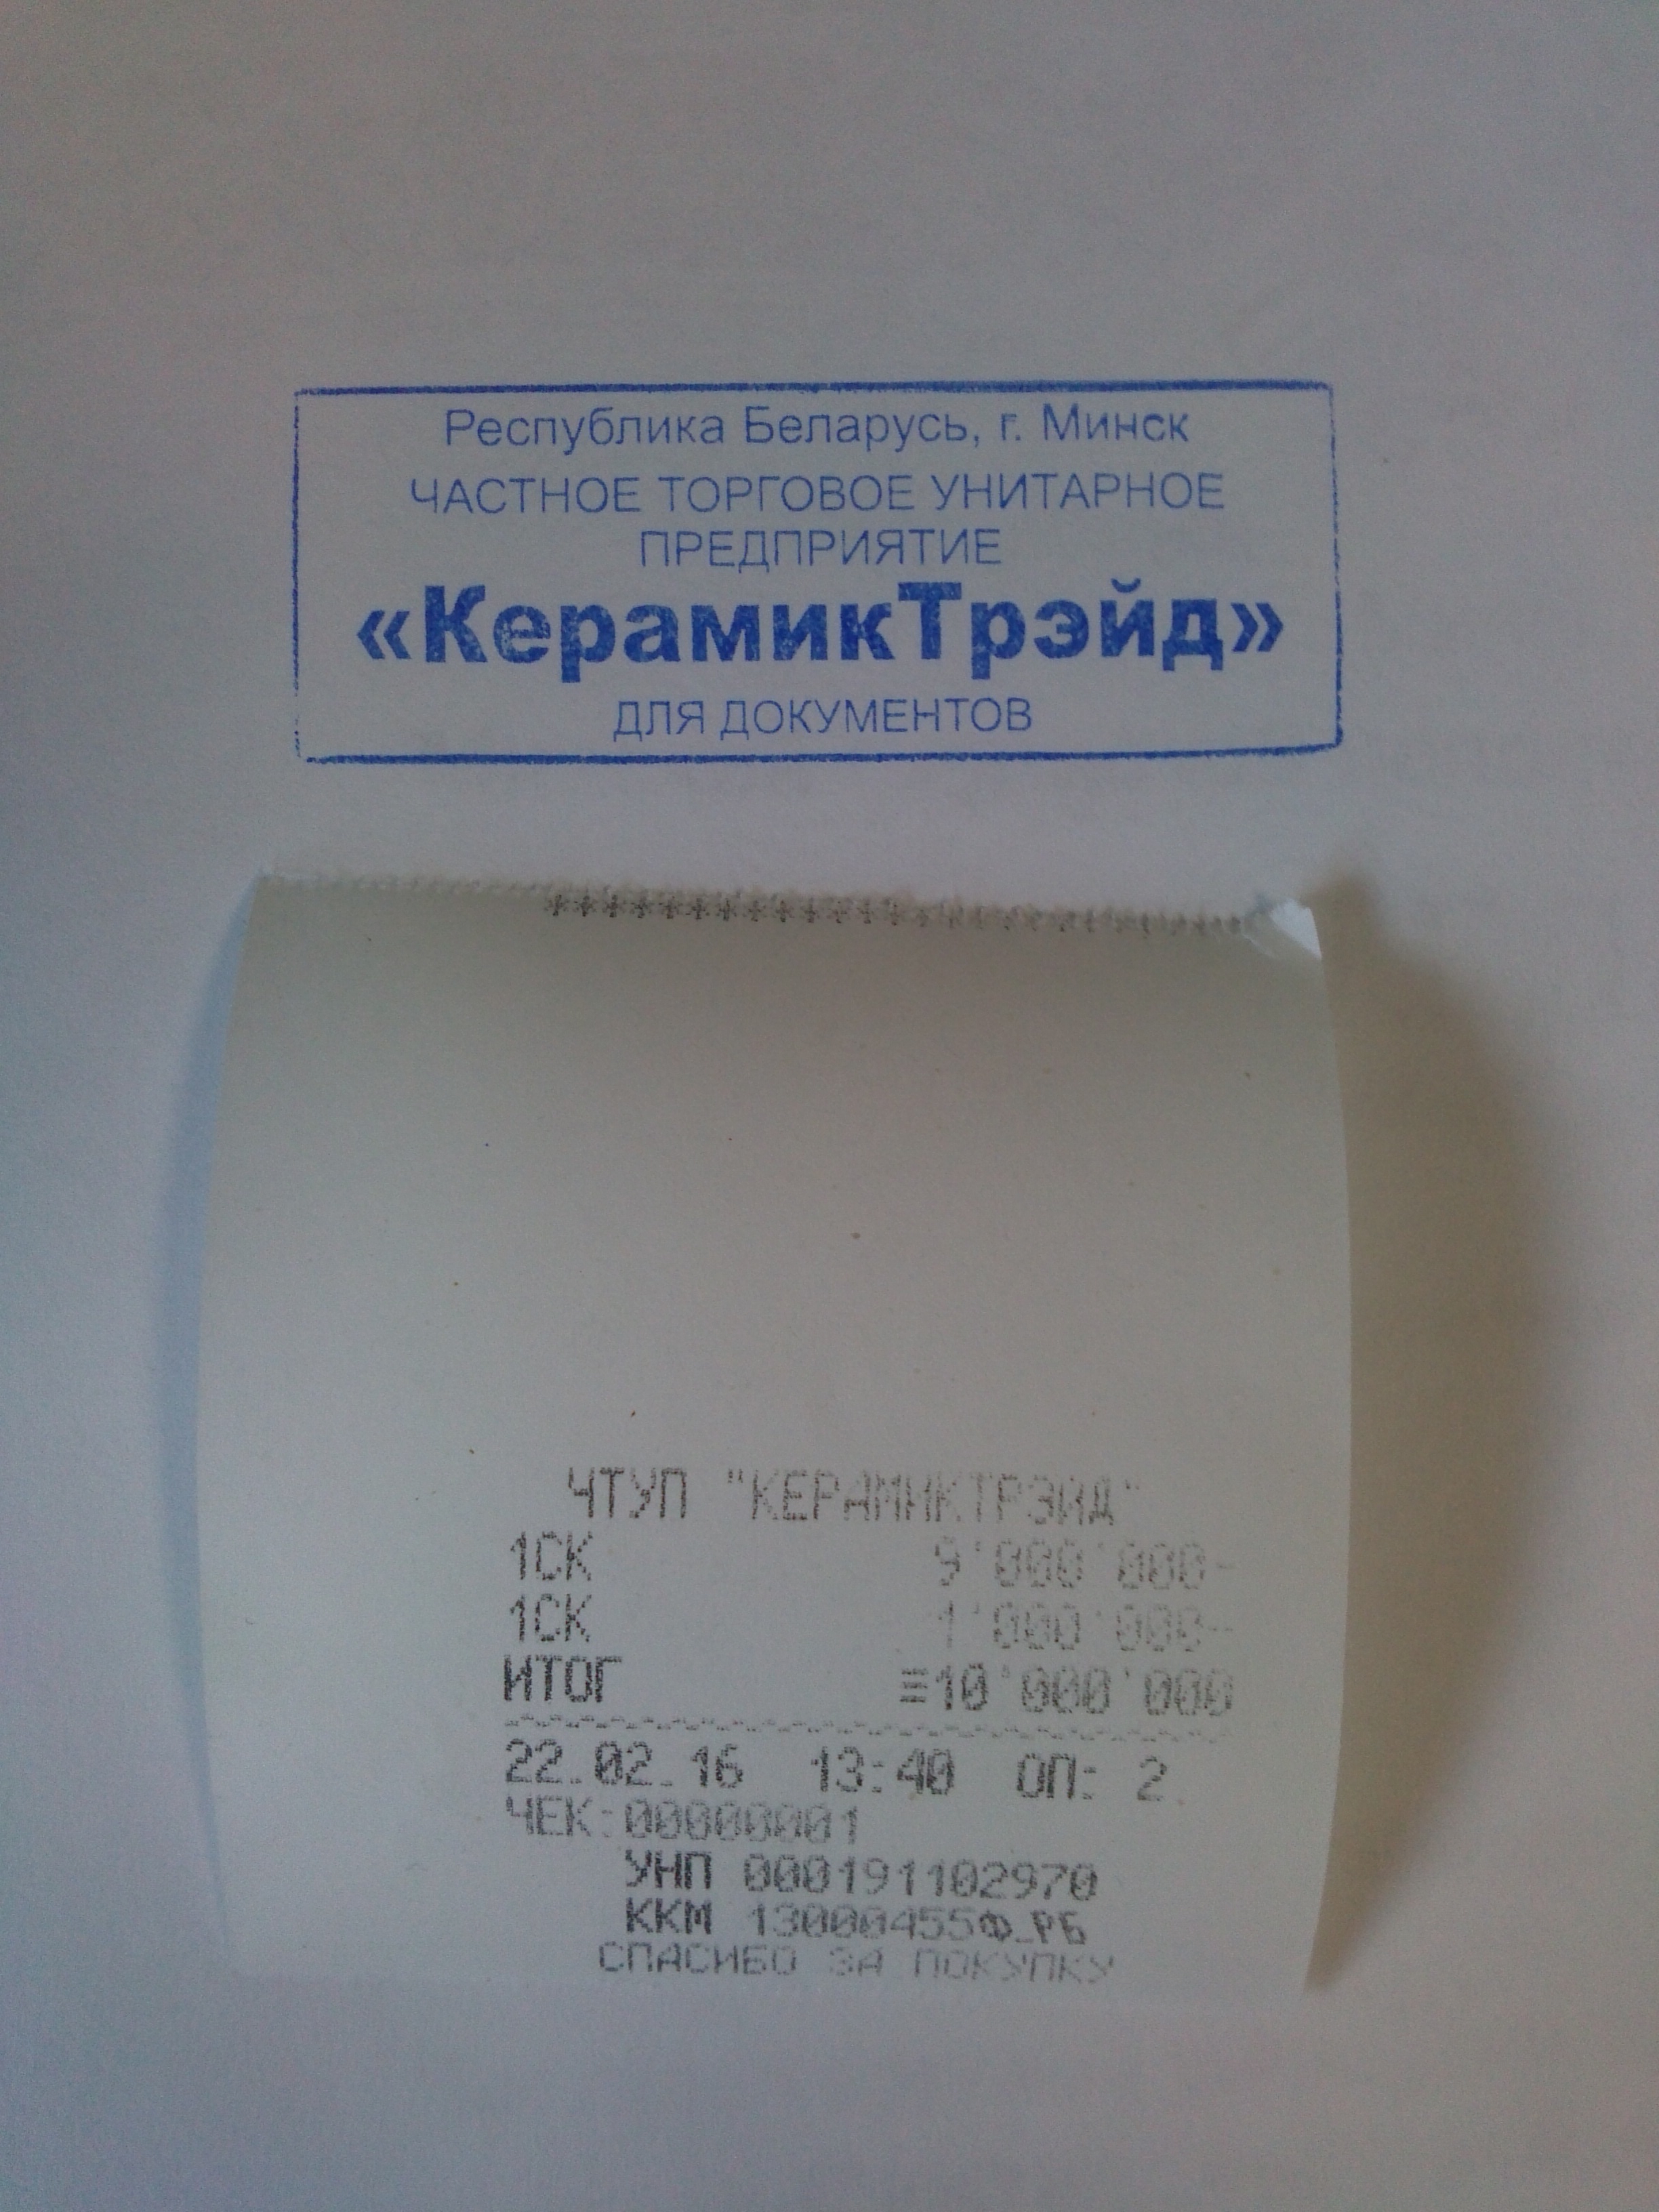 Республика Беларусь, г. Минск
ЧАСТНОЕ ТОРГОВОЕ УНИТАРНОЕ
ПРЕДПРИЯТИЕ
«КерамикТрэйд»
ДЛЯ ДОКУМЕНТОВ
************************
ЧТУП "КЕРАМИКТРЭЙД"
1СК 9'000'000-
1СК 1'000'000-
ИТОГ ≡10'000'000
22.02.16 13:40 ОП: 2
ЧЕК:00000001
УНП 000191102970
ККМ 13000455Ф_РБ
СПАСИБО ЗА ПОКУПКУ